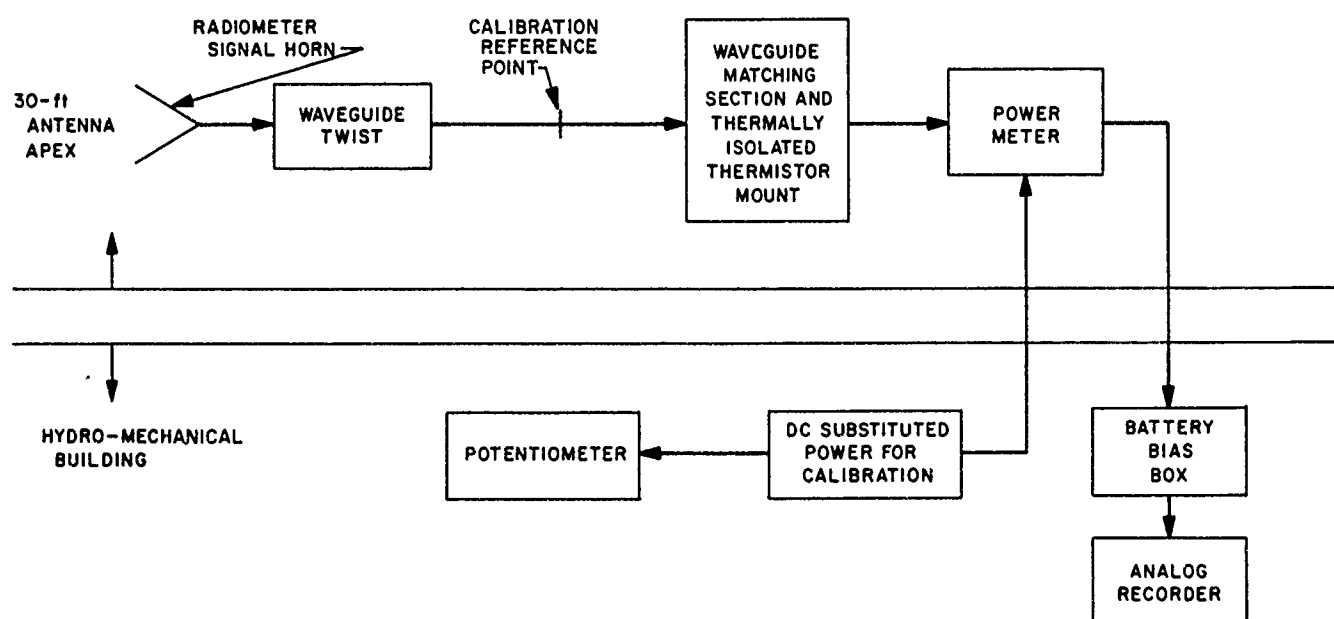 RADIOMETER
SIGNAL HORN
CALIBRATION
REFERENCE
POINT
30-ft
ANTENNA
APEX
WAVEGUIDE
TWIST
WAVEGUIDE
MATCHING
SECTION AND
THERMALLY
ISOLATED
THERMISTOR
MOUNT
POWER
METER
HYDRO-MECHANICAL
BUILDING
POTENTIOMETER
DC SUBSTITUTED
POWER FOR
CALIBRATION
BATTERY
BIAS
BOX
ANALOG
RECORDER